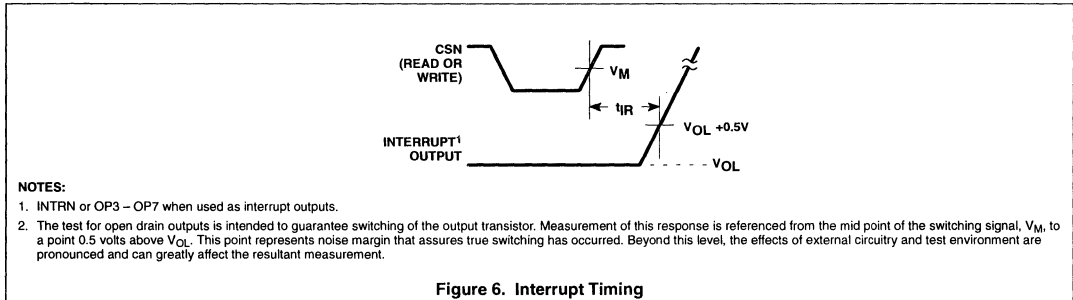 CSN
(READ OR
WRITE)
VM
tIR
VOL +0.5V
INTERRUPT1
OUTPUT
VOL
NOTES:
1. INTRN or OP3 – OP7 when used as interrupt outputs.
2. The test for open drain outputs is intended to guarantee switching of the output transistor. Measurement of this response is referenced from the mid point of the switching signal, VM, to
a point 0.5 volts above VOL. This point represents noise margin that assures true switching has occurred. Beyond this level, the effects of external circuitry and test environment are
pronounced and can greatly affect the resultant measurement.
Figure 6. Interrupt Timing